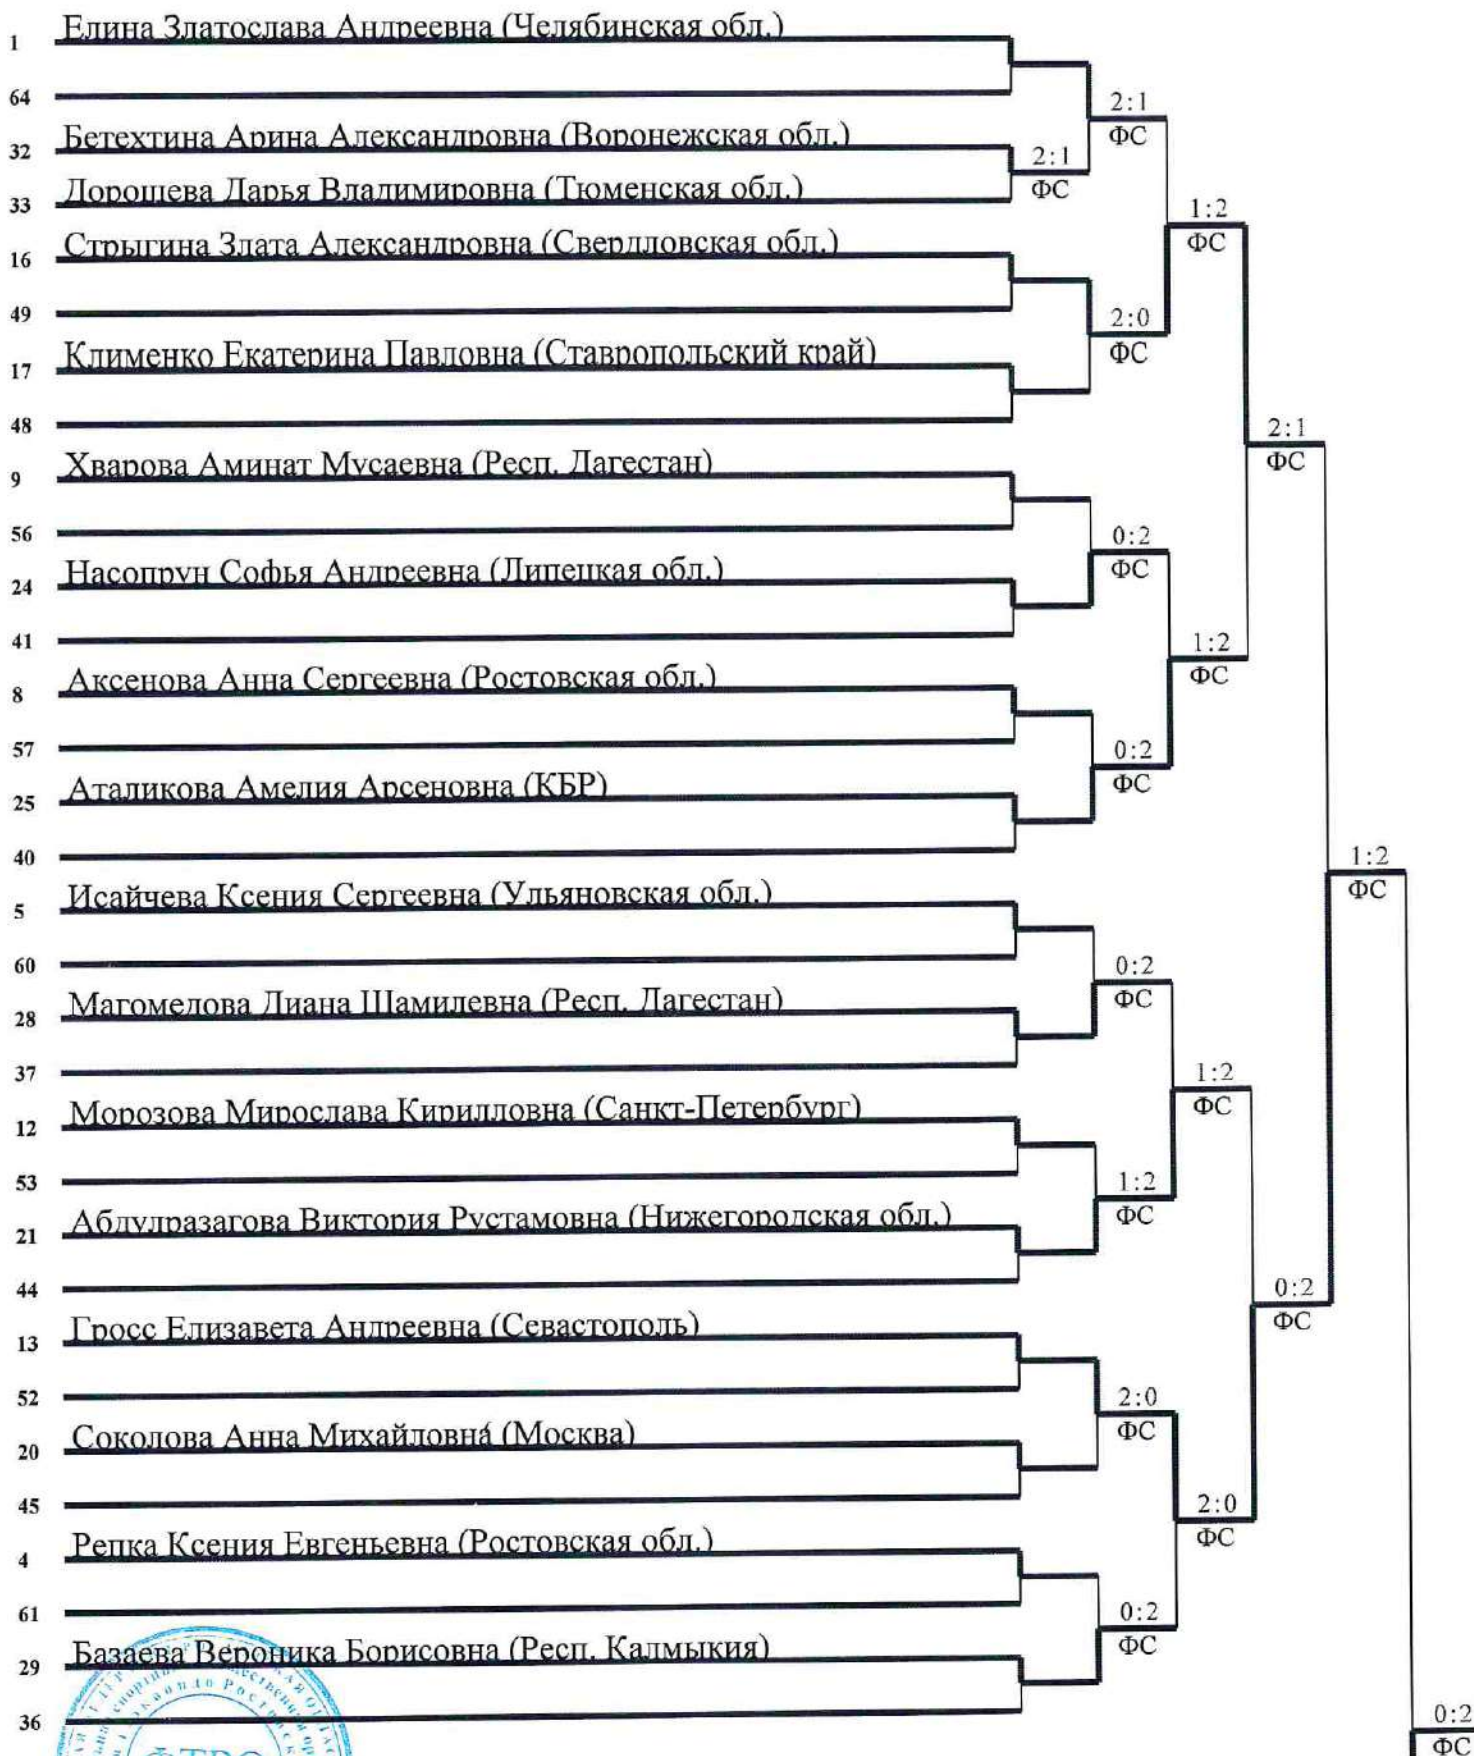 1 Елина Златослава Андреевна (Челябинская обл.)
64
2:1
ФС
32 Бетехтина Арина Александровна (Воронежская обл.)
2:1
ФС
33 Дорошева Дарья Владимировна (Тюменская обл.)
1:2
ФС
16 Стрыгина Злата Александровна (Свердловская обл.)
49
2:0
ФС
17 Клименко Екатерина Павловна (Ставропольский край)
48
2:1
ФС
9 Хварова Аминат Мусаевна (Респ. Дагестан)
56
0:2
ФС
24 Насопрун Софья Андреевна (Липецкая обл.)
41
1:2
ФС
8 Аксенова Анна Сергеевна (Ростовская обл.)
57
0:2
ФС
25 Аталикова Амелия Арсеновна (КБР)
40
1:2
ФС
5 Исайчева Ксения Сергеевна (Ульяновская обл.)
60
0:2
ФС
28 Магомедова Диана Шамилевна (Респ. Дагестан)
37
1:2
ФС
12 Морозова Мирослава Кирилловна (Санкт-Петербург)
53
1:2
ФС
21 Абдулразагова Виктория Рустамовна (Нижегородская обл.)
44
0:2
ФС
13 Гросс Елизавета Андреевна (Севастополь)
52
2:0
ФС
20 Соколова Анна Михайловна (Москва)
45
2:0
ФС
4 Репка Ксения Евгеньевна (Ростовская обл.)
61
0:2
ФС
29 Базаева Вероника Борисовна (Респ. Калмыкия)
36
0:2
ФС